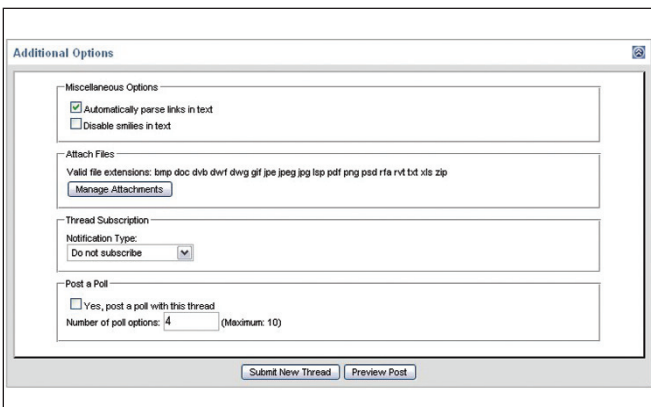 Additional Options
Miscellaneous Options
Automatically parse links in text
Disable smilies in text
Attach Files
Valid file extensions: bmp doc dvb dwf dwg gif jpe jpeg jpg lsp pdf png psd rfa rvt txt xls zip
Manage Attachments
Thread Subscription
Notification Type:
Do not subscribe
Post a Poll
Yes, post a poll with this thread
Number of poll options: 4 (Maximum: 10)
Submit New Thread Preview Post